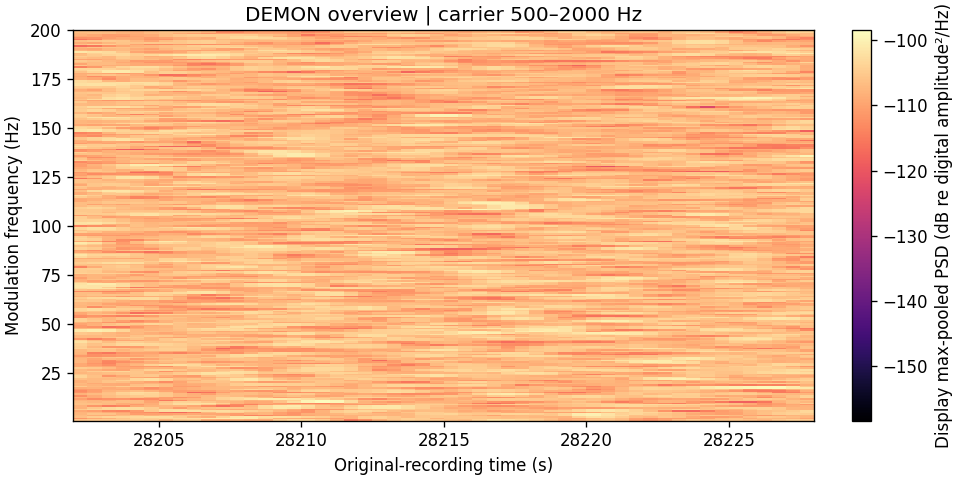 DEMON overview | carrier 500–2000 Hz
200
175
150
125
100
75
50
25
Modulation frequency (Hz)
28205 28210 28215 28220 28225
Original-recording time (s)
−100
−110
−120
−130
−140
−150
Display max-pooled PSD (dB re digital amplitude²/Hz)